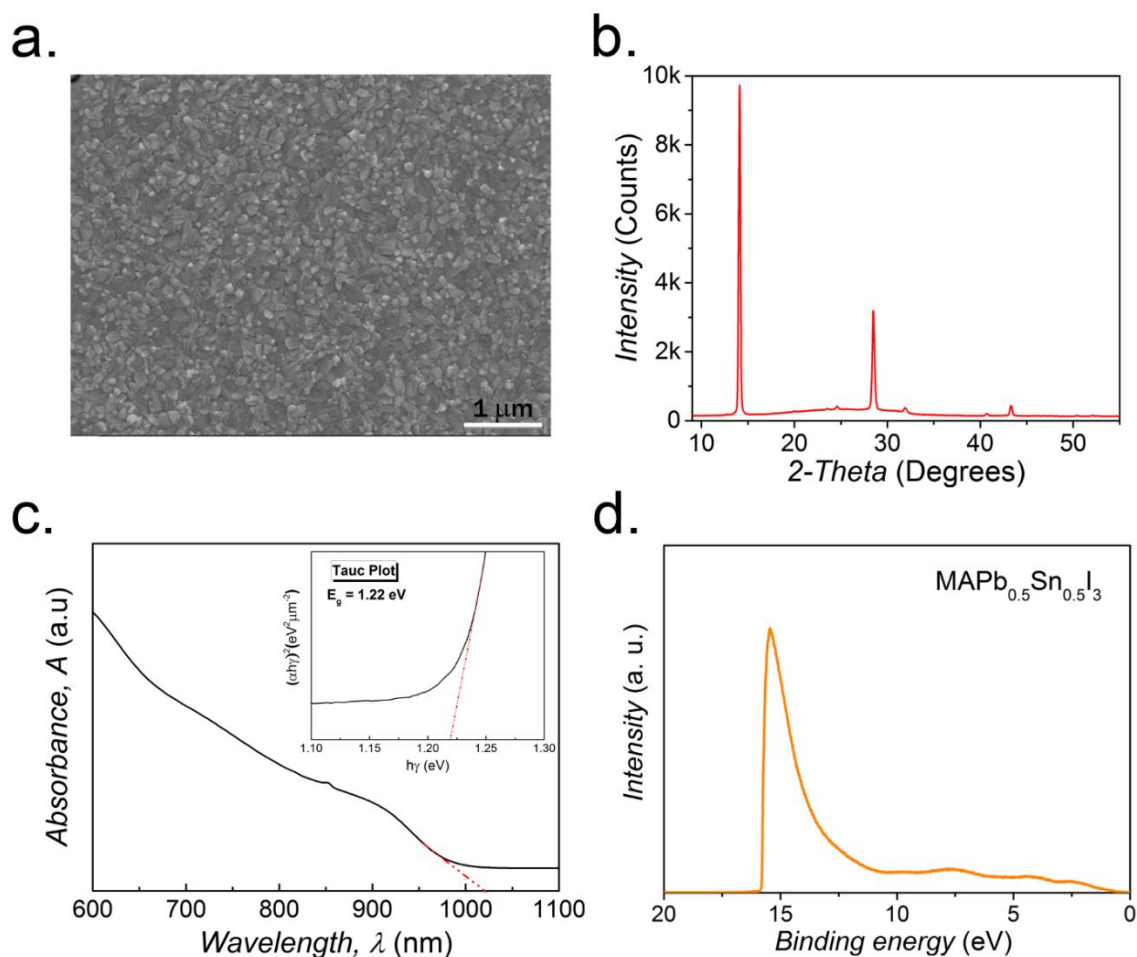 a.
1 μm
b.
10k
8k
6k
4k
2k
0
Intensity (Counts)
10 20 30 40 50
2-Theta (Degrees)
c.
Absorbance, A (a.u)
600 700 800 900 1000 1100
Wavelength, λ (nm)
Tauc Plot
E_g = 1.22 eV
(αhγ)²(eV²μm⁻²)
1.10 1.15 1.20 1.25 1.30
hγ (eV)
d.
MAPb₀.₅Sn₀.₅I₃
Intensity (a. u.)
20 15 10 5 0
Binding energy (eV)